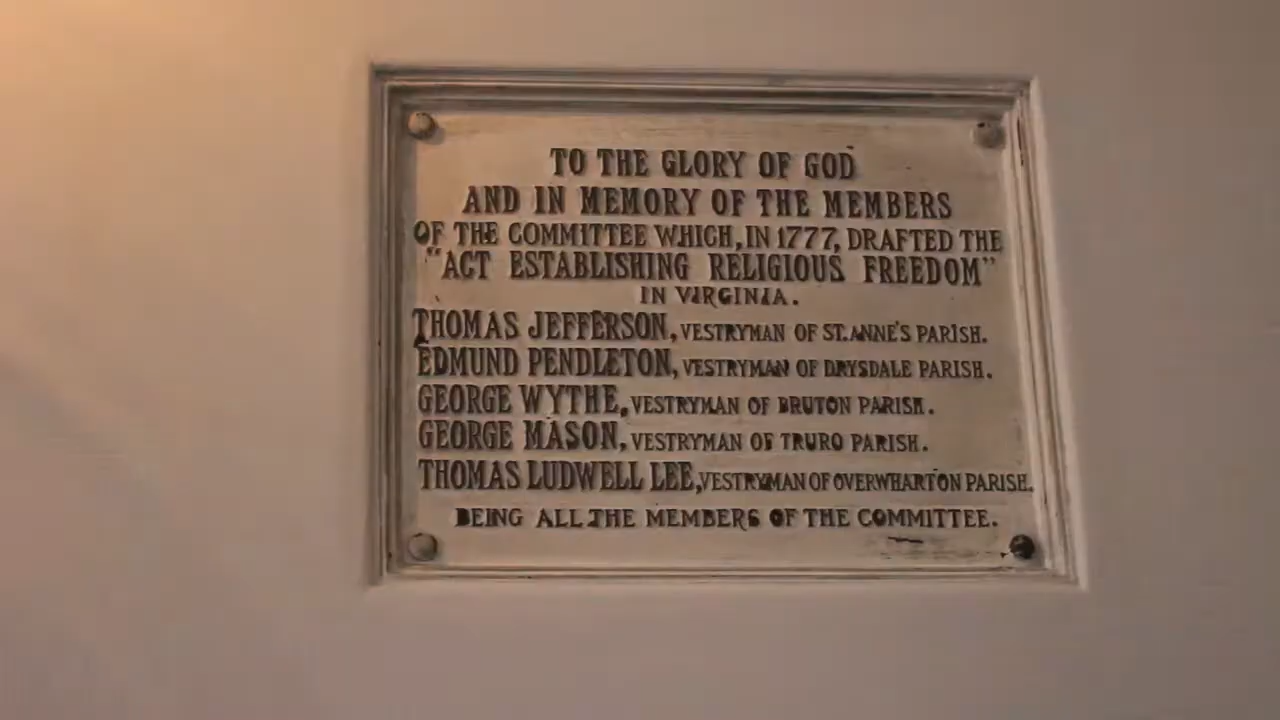 TO THE GLORY OF GOD
AND IN MEMORY OF THE MEMBERS
OF THE COMMITTEE WHICH, IN 1777, DRAFTED THE
"ACT ESTABLISHING RELIGIOUS FREEDOM"
IN VIRGINIA.
THOMAS JEFFERSON, VESTRYMAN OF ST. ANNE'S PARISH.
EDMUND PENDLETON, VESTRYMAN OF DRYSDALE PARISH.
GEORGE WYTHE, VESTRYMAN OF BRUTON PARISH.
GEORGE MASON, VESTRYMAN OF TRURO PARISH.
THOMAS LUDWELL LEE, VESTRYMAN OF OVERWHARTON PARISH.
BEING ALL THE MEMBERS OF THE COMMITTEE.